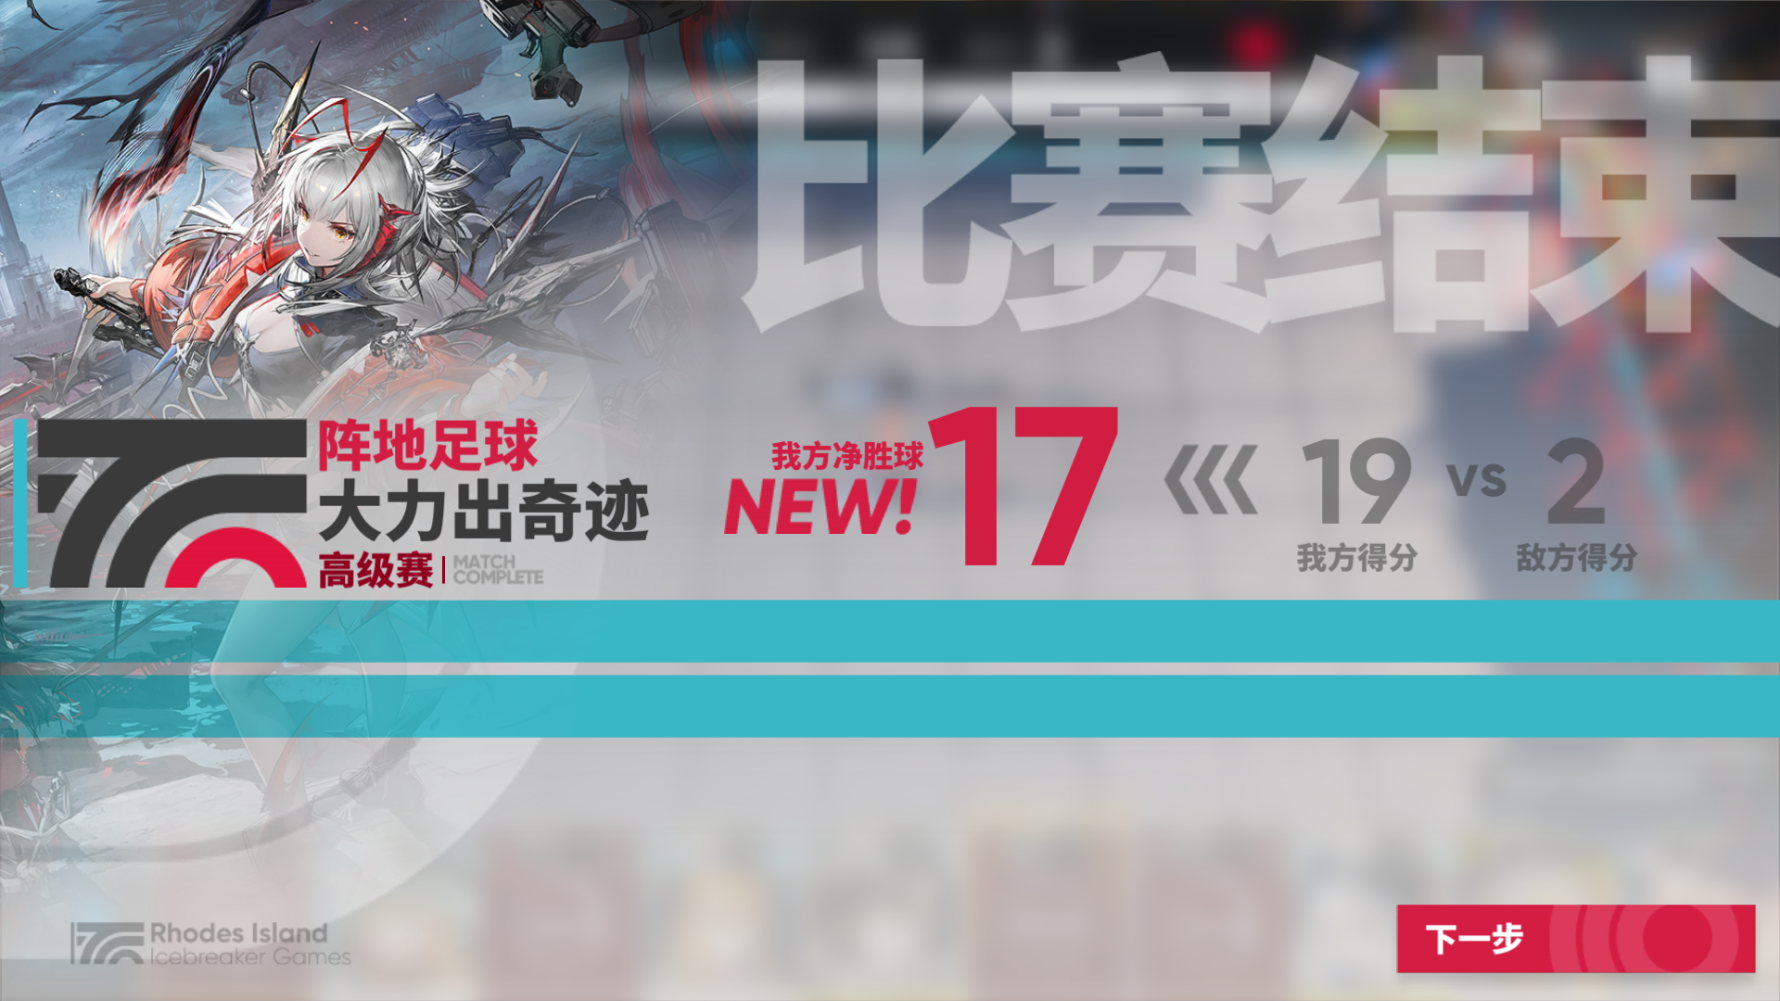 比赛结束
阵地足球
大力出奇迹
高级赛
MATCH
COMPLETE
我方净胜球
NEW!
17
19 vs 2
我方得分
敌方得分
Rhodes Island
Icebreaker Games
下一步